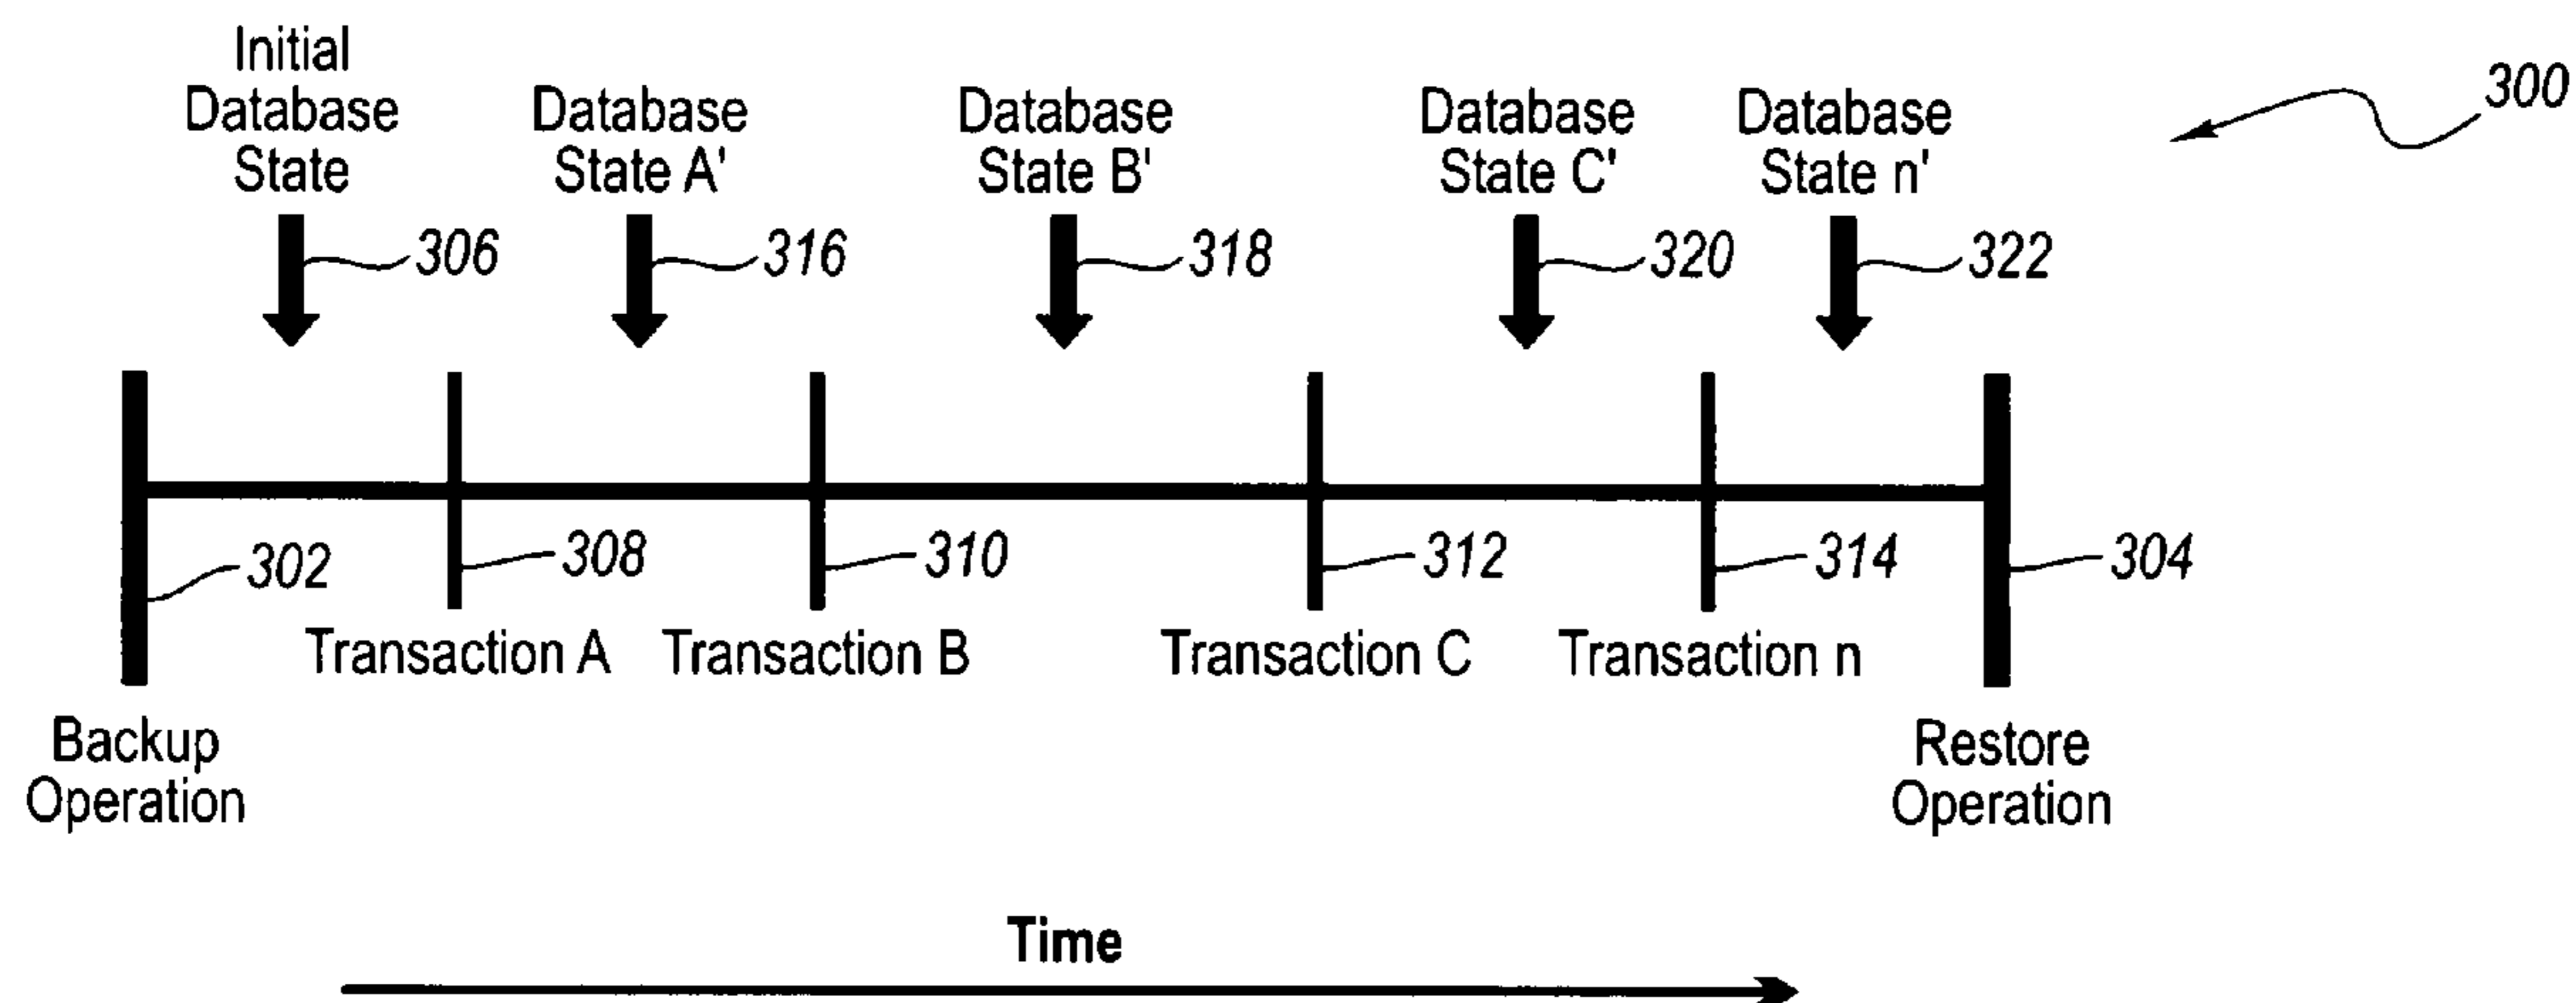 Initial
Database
State
Database
State A'
Database
State B'
Database
State C'
Database
State n'
300
306
316
318
320
322
302
308
310
312
314
304
Transaction A
Transaction B
Transaction C
Transaction n
Backup
Operation
Restore
Operation
Time